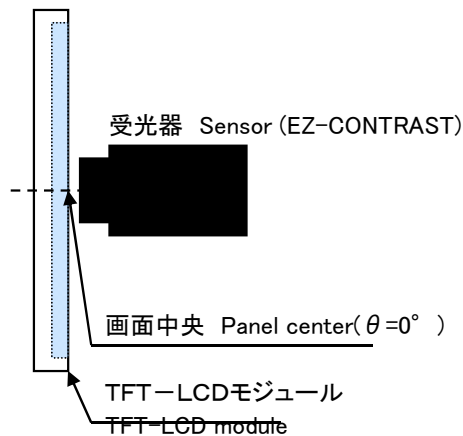 受光器　Sensor (EZ-CONTRAST)
画面中央　Panel center(θ=0°）
TFT－LCDモジュール
TFT-LCD module